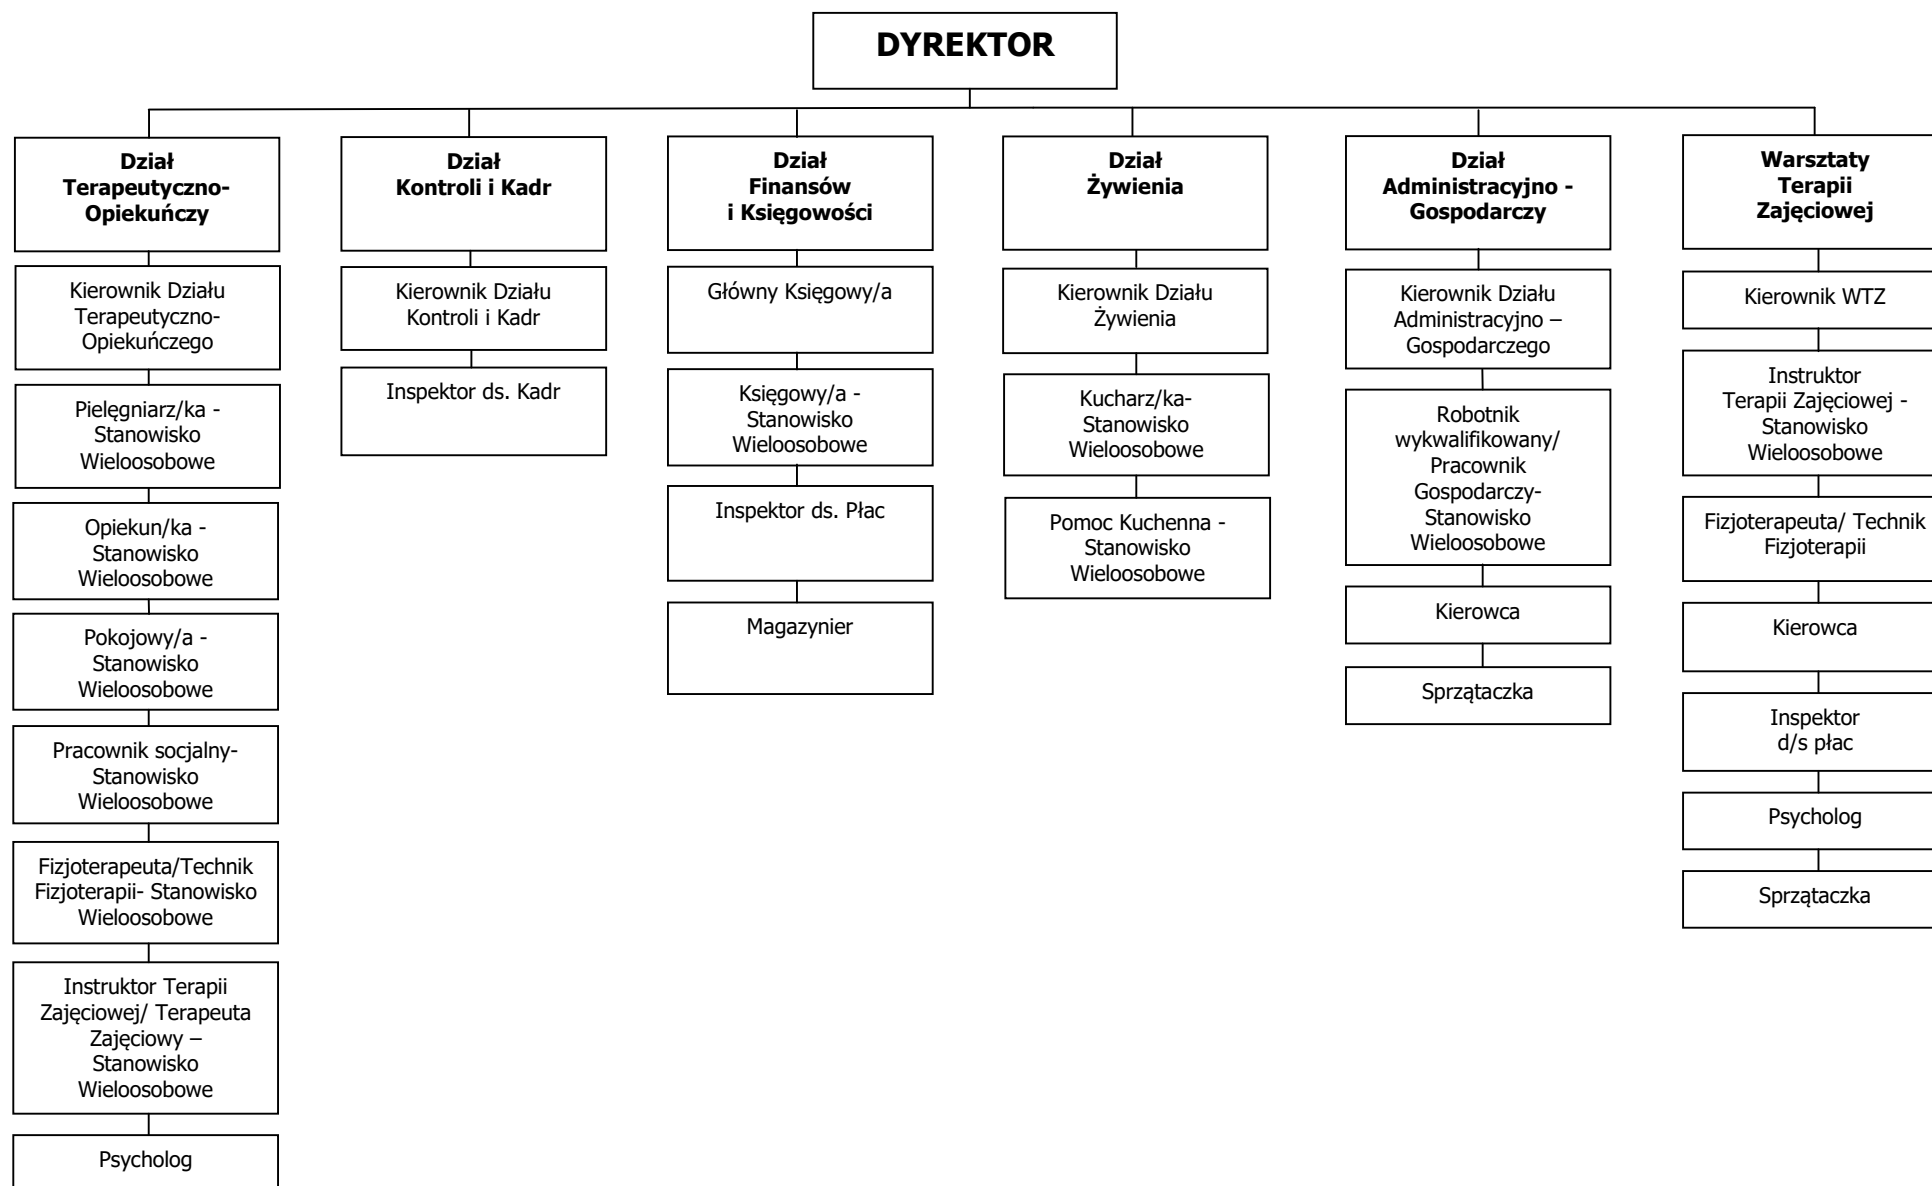 DYREKTOR
Dział
Terapeutyczno-
Opiekuńczy
Kierownik Działu
Terapeutyczno-
Opiekuńczego
Pielęgniarz/ka -
Stanowisko
Wieloosobowe
Opiekun/ka -
Stanowisko
Wieloosobowe
Pokojowy/a -
Stanowisko
Wieloosobowe
Pracownik socjalny-
Stanowisko
Wieloosobowe
Fizjoterapeuta/Technik
Fizjoterapii- Stanowisko
Wieloosobowe
Instruktor Terapii
Zajęciowej/ Terapeuta
Zajęciowy –
Stanowisko
Wieloosobowe
Psycholog
Dział
Kontroli i Kadr
Kierownik Działu
Kontroli i Kadr
Inspektor ds. Kadr
Dział
Finansów
i Księgowości
Główny Księgowy/a
Księgowy/a -
Stanowisko
Wieloosobowe
Inspektor ds. Płac
Magazynier
Dział
Żywienia
Kierownik Działu
Żywienia
Kucharz/ka-
Stanowisko
Wieloosobowe
Pomoc Kuchenna -
Stanowisko
Wieloosobowe
Dział
Administracyjno -
Gospodarczy
Kierownik Działu
Administracyjno –
Gospodarczego
Robotnik
wykwalifikowany/
Pracownik
Gospodarczy-
Stanowisko
Wieloosobowe
Kierowca
Sprzątaczka
Warsztaty
Terapii
Zajęciowej
Kierownik WTZ
Instruktor
Terapii Zajęciowej -
Stanowisko
Wieloosobowe
Fizjoterapeuta/ Technik
Fizjoterapii
Kierowca
Inspektor
d/s płac
Psycholog
Sprzątaczka